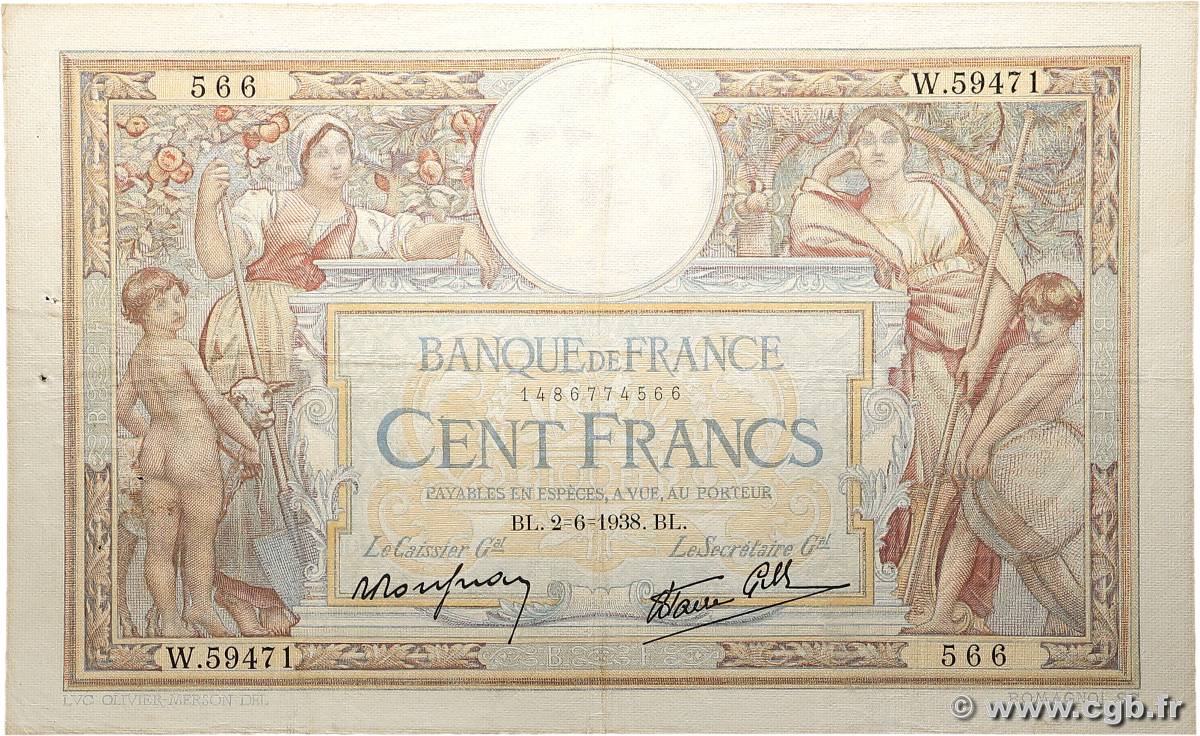 566
W.59471
BANQUE DE FRANCE
1486774566
CENT FRANCS
PAYABLES EN ESPÈCES, A VUE, AU PORTEUR
BL. 2=6=1938. BL.
Le Caissier Gal
Le Secrétaire Gal
W.59471
566
LVC OLIVIER-MERSON DEL
ROMAGNOL SC
© www.cgb.fr